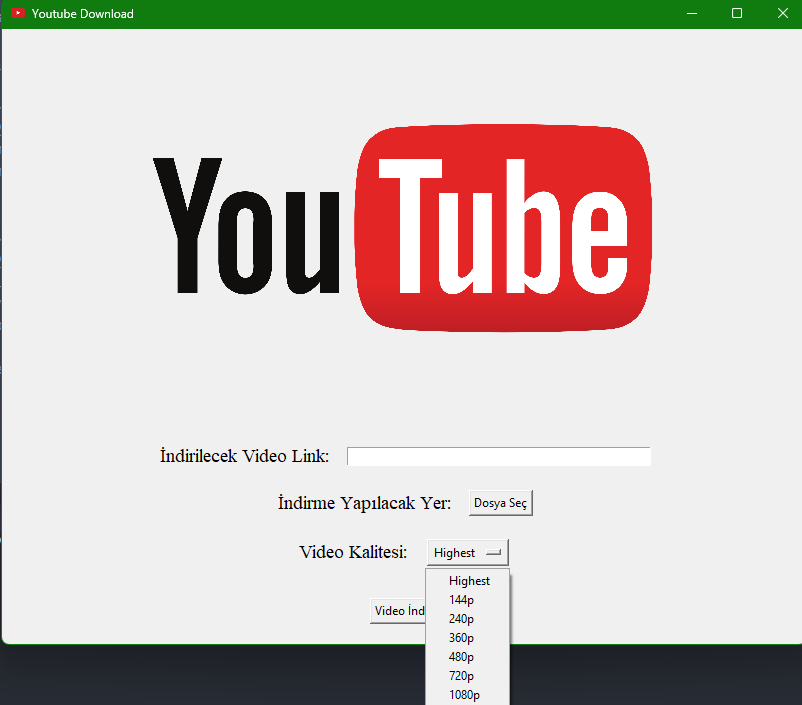 Youtube Download
YouTube
İndirilecek Video Link:
İndirme Yapılacak Yer: Dosya Seç
Video Kalitesi: Highest
Highest
144p
240p
360p
480p
720p
1080p
Video İnd